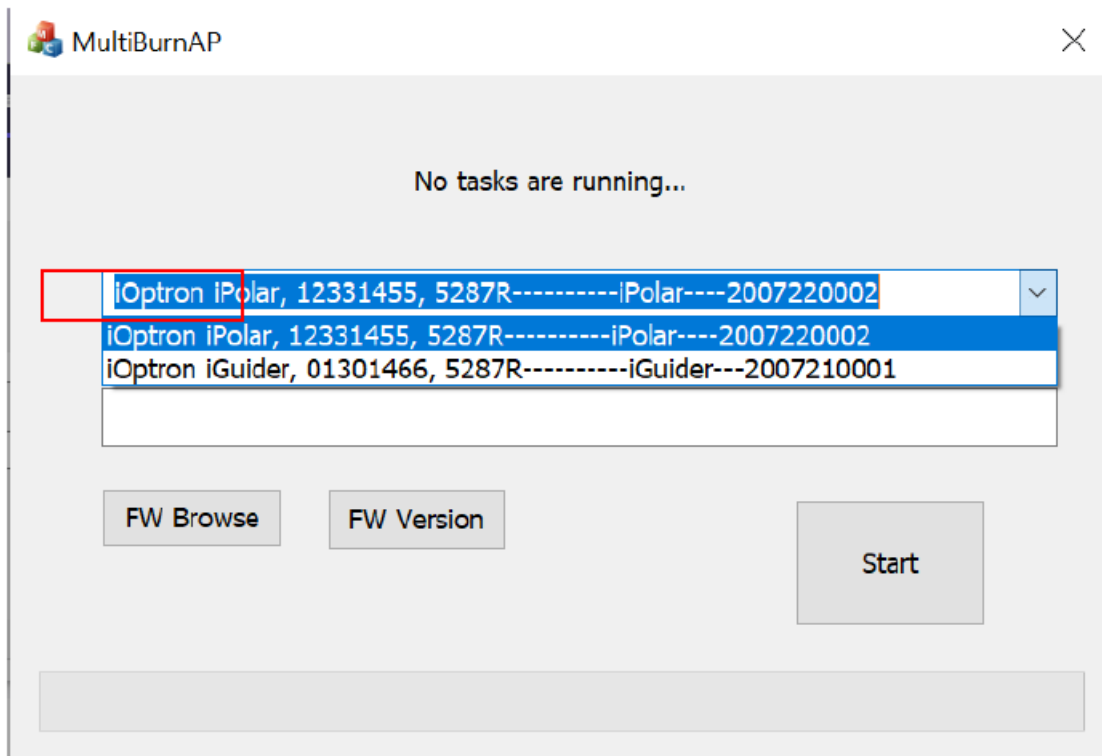 MultiBurnAP
No tasks are running...
iOptron iPolar, 12331455, 5287R----------iPolar----2007220002
iOptron iPolar, 12331455, 5287R----------iPolar----2007220002
iOptron iGuider, 01301466, 5287R----------iGuider---2007210001
FW Browse
FW Version
Start